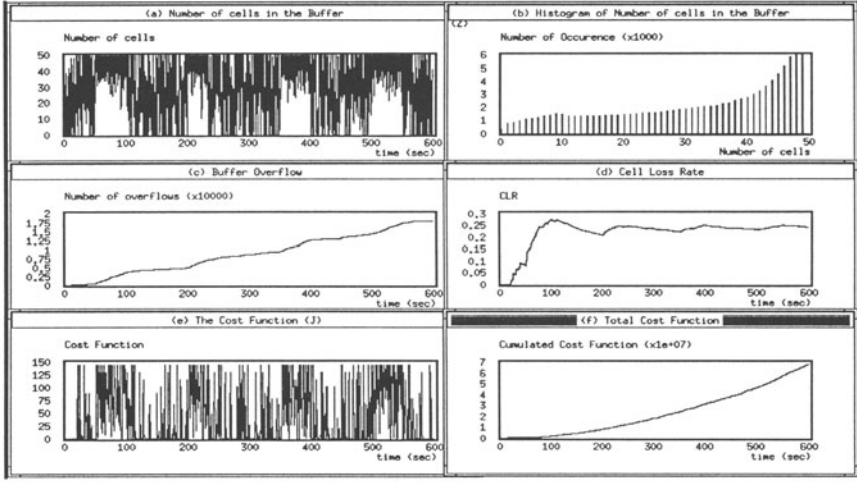 (a) Number of cells in the Buffer
Number of cells
50
40
30
20
10
0
0 100 200 300 400 500 600
time (sec)
(b) Histogram of Number of cells in the Buffer
(Z)
Number of Occurence (x1000)
6
5
4
3
2
1
0
0 10 20 30 40 50
Number of cells
(c) Buffer Overflow
Number of overflows (x10000)
2
1.75
1.25
0.75
0.25
0
0 100 200 300 400 500 600
time (sec)
(d) Cell Loss Rate
CLR
0.3
0.25
0.2
0.15
0.1
0.05
0
0 100 200 300 400 500 600
time (sec)
(e) The Cost Function (J)
Cost Function
150
125
100
75
50
25
0
0 100 200 300 400 500 600
time (sec)
(f) Total Cost Function
Cumulated Cost Function (x1e+07)
7
6
5
4
3
2
1
0
0 100 200 300 400 500 600
time (sec)